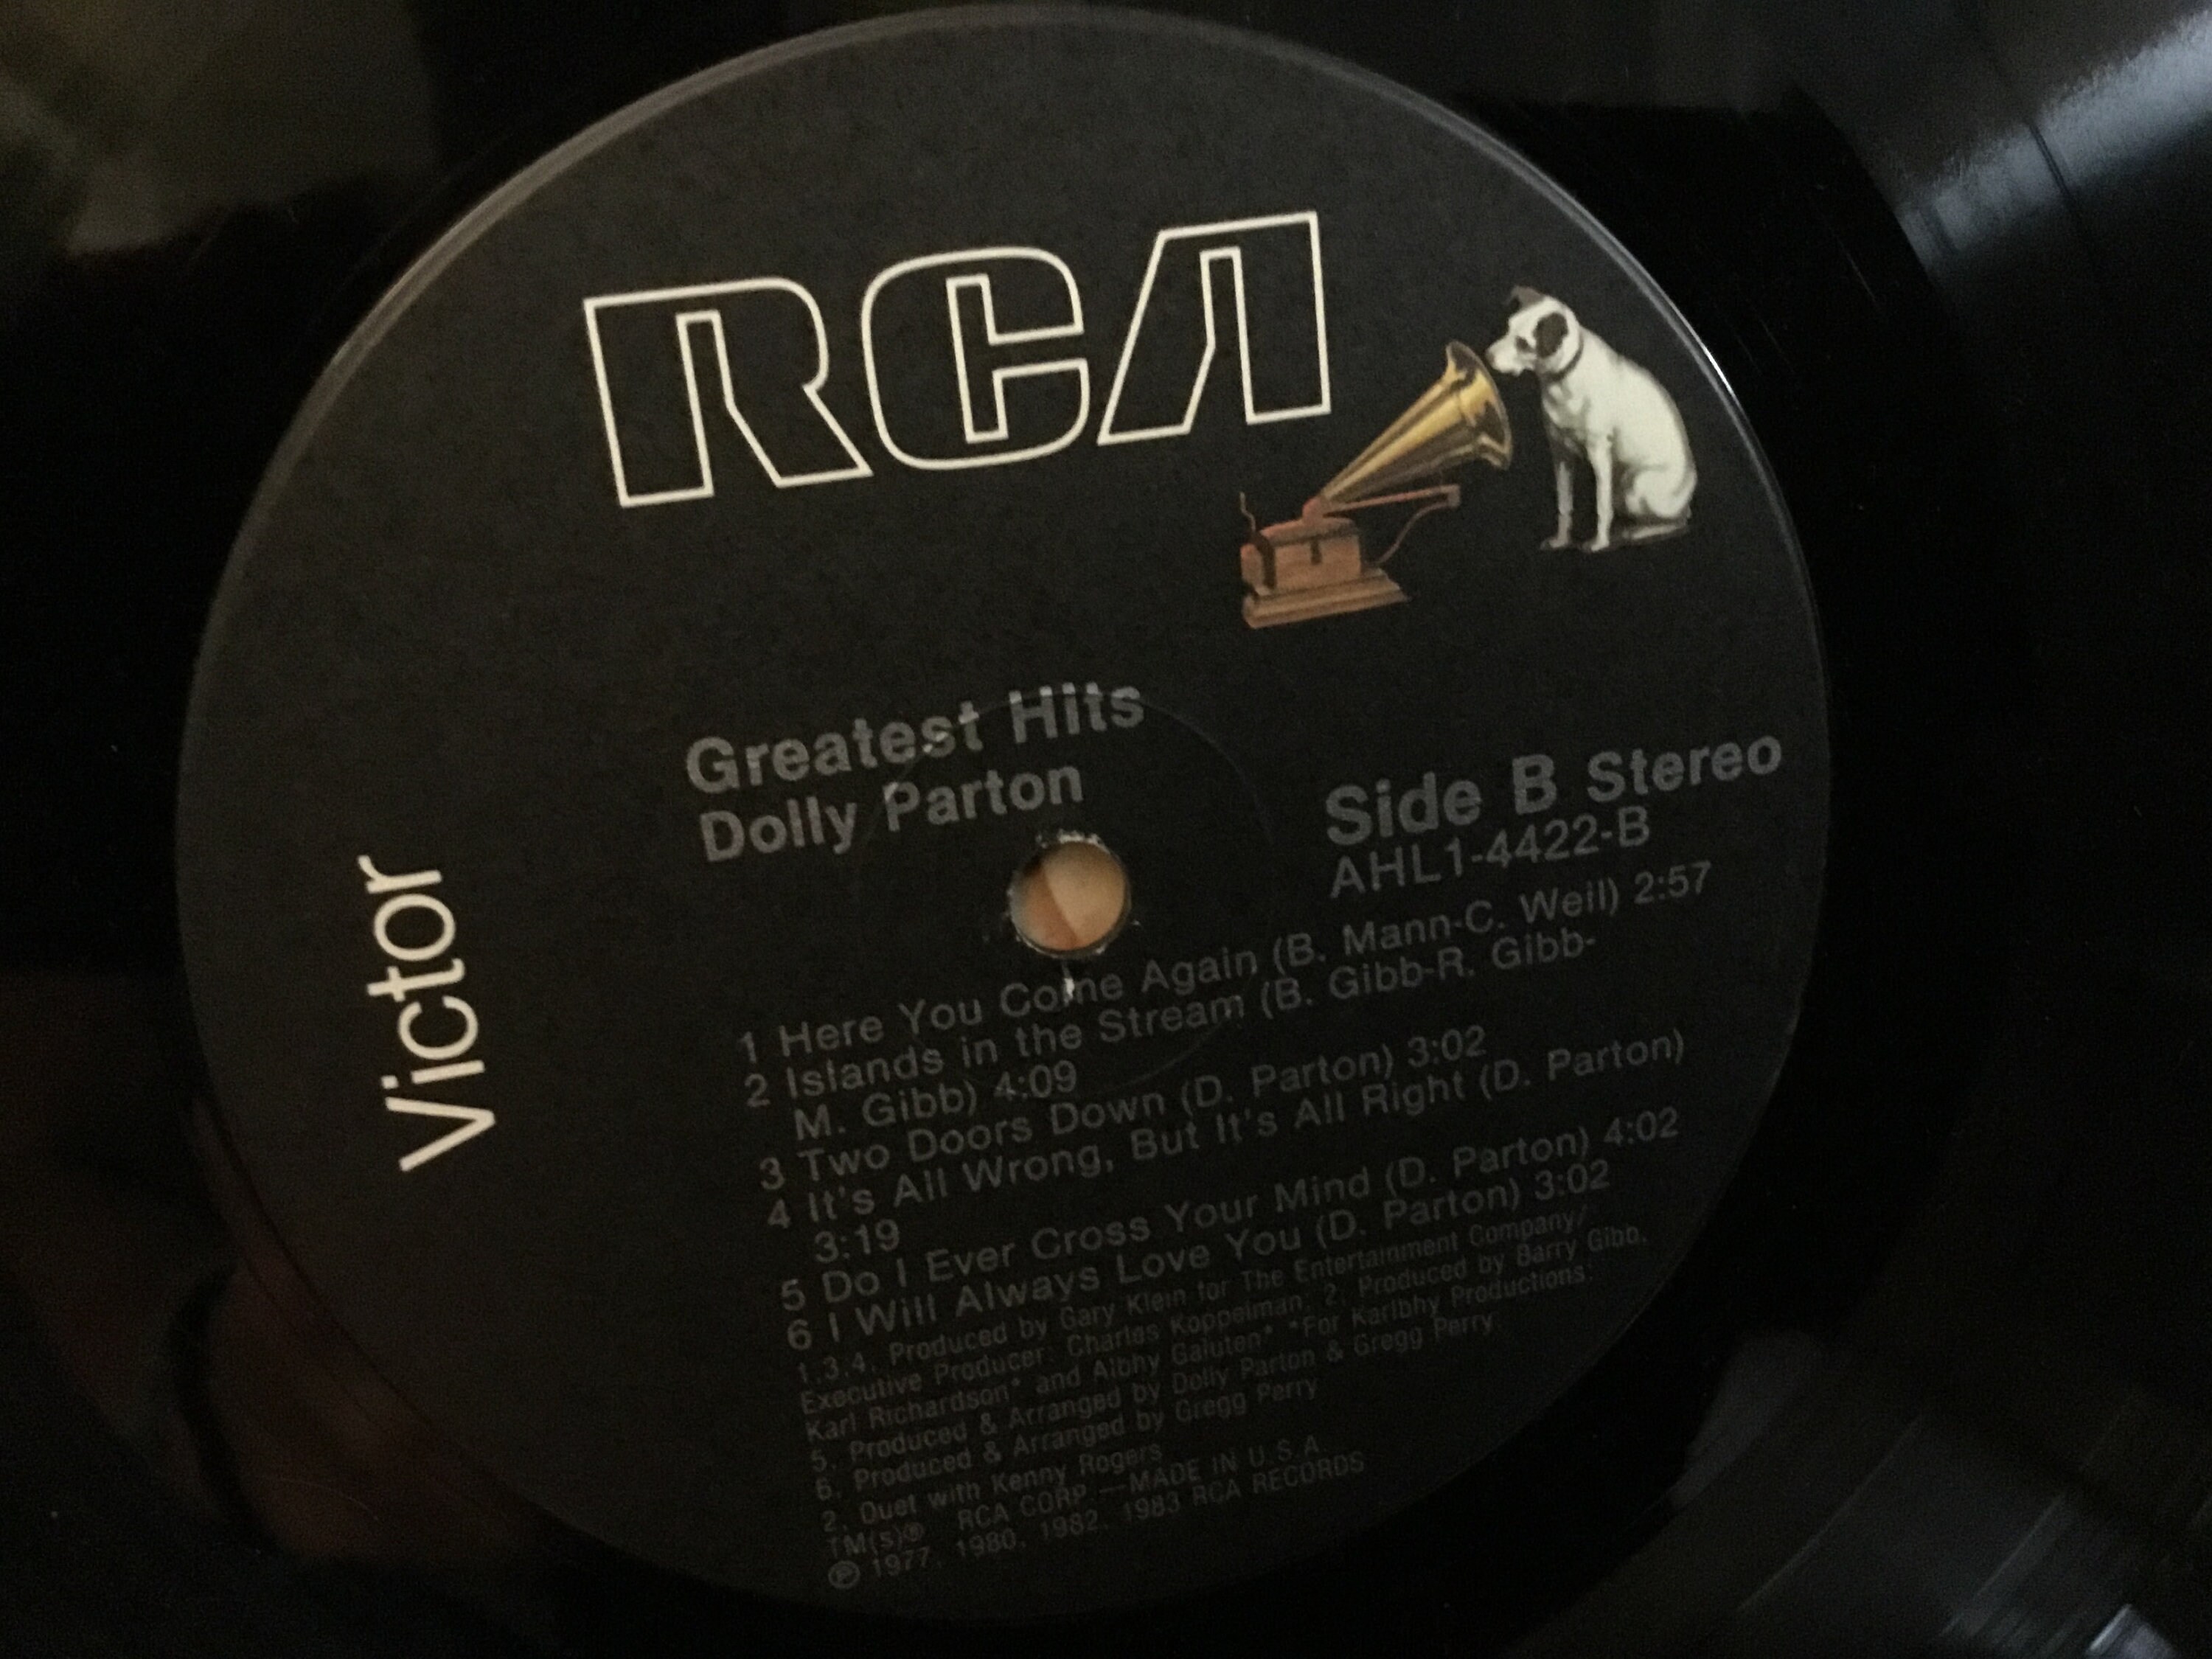 RCA
Victor
Greatest Hits
Dolly Parton
Side B Stereo
AHL1-4422-B
1 Here You Come Again (B. Mann-C. Weil) 2:57
2 Islands in the Stream (B. Gibb-R. Gibb-
M. Gibb) 4:09
3 Two Doors Down (D. Parton) 3:02
4 It's All Wrong, But It's All Right (D. Parton)
3:19
5 Do I Ever Cross Your Mind (D. Parton) 4:02
6 I Will Always Love You (D. Parton) 3:02
1.3.4. Produced by Gary Klein for The Entertainment Company/
Executive Producer: Charles Koppelman; 2. Produced by Barry Gibb,
Karl Richardson* and Albhy Galuten* *For Karlbhy Productions;
5. Produced & Arranged by Dolly Parton & Gregg Perry;
6. Produced & Arranged by Gregg Perry
2. Duet with Kenny Rogers
TM(s)® RCA CORP.—MADE IN U.S.A.
℗ 1977, 1980, 1982, 1983 RCA RECORDS